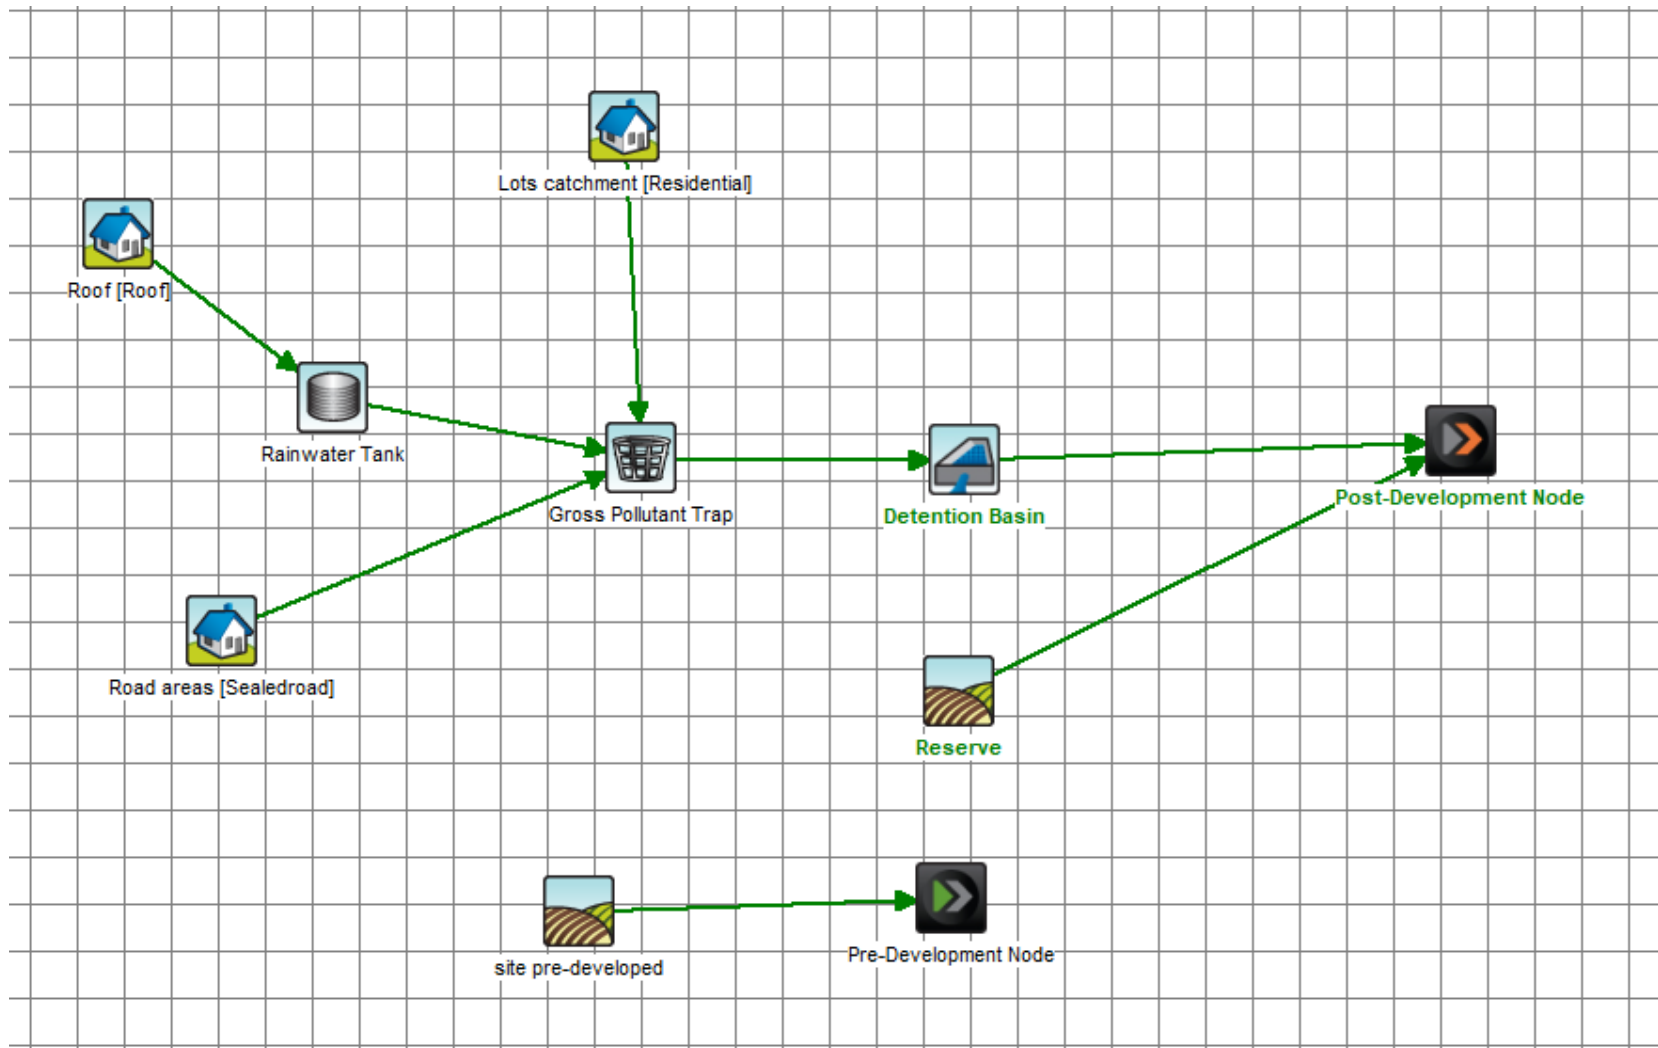 Lots catchment [Residential]
Roof [Roof]
Rainwater Tank
Gross Pollutant Trap
Detention Basin
Post-Development Node
Road areas [Sealedroad]
Reserve
site pre-developed
Pre-Development Node